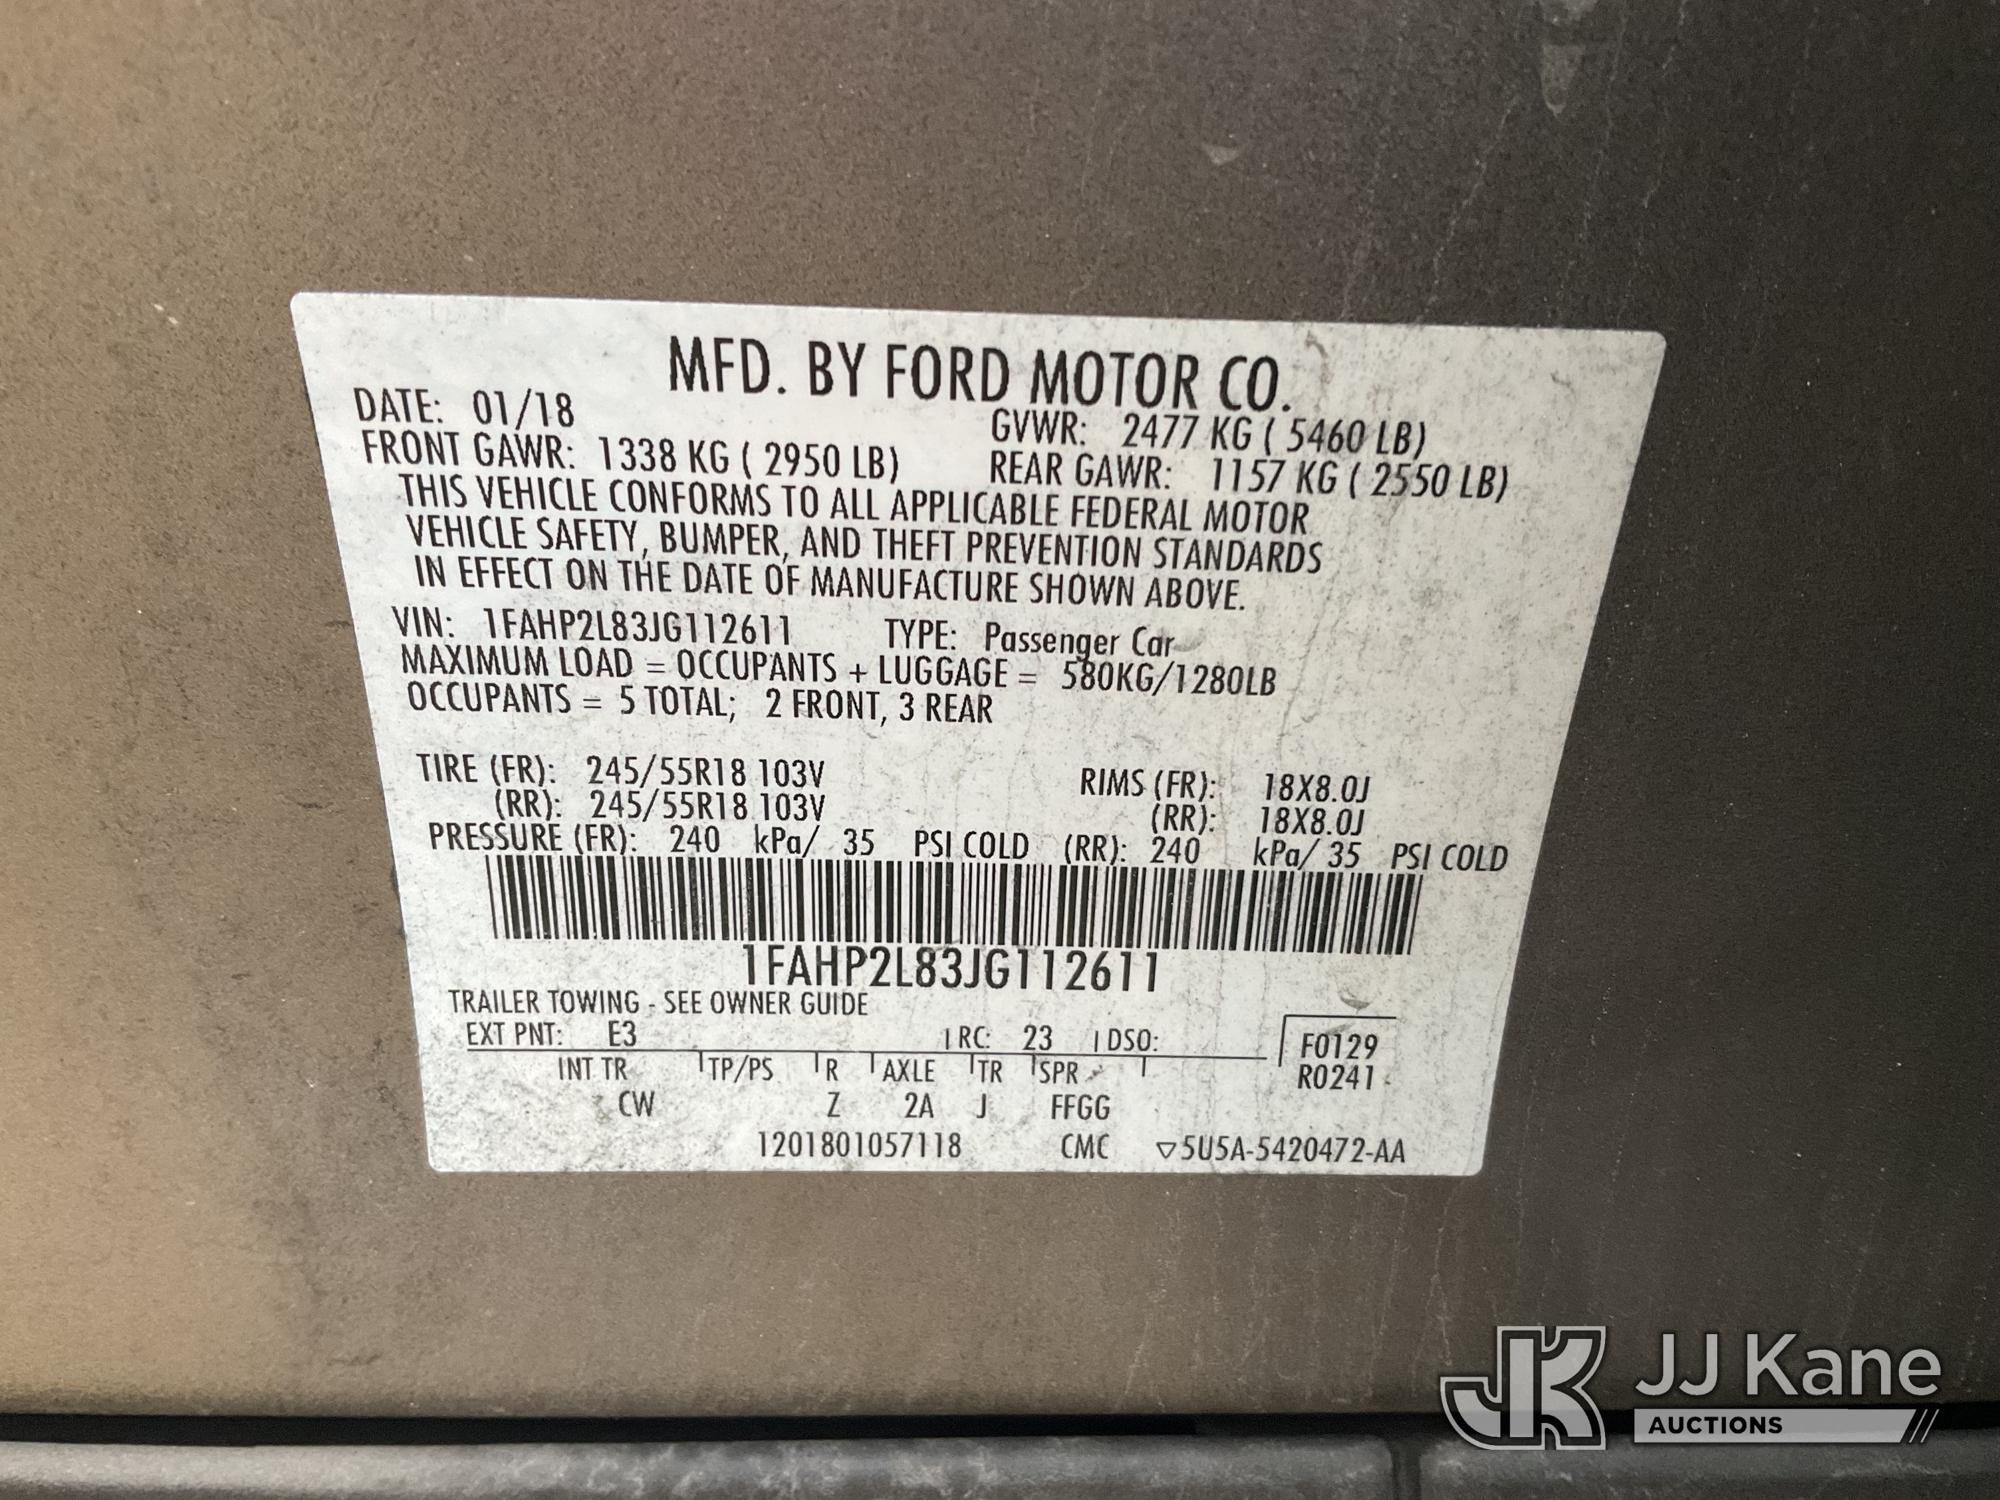 MFD. BY FORD MOTOR CO.
DATE: 01/18 GVWR: 2477 KG ( 5460 LB)
FRONT GAWR: 1338 KG ( 2950 LB) REAR GAWR: 1157 KG ( 2550 LB)
THIS VEHICLE CONFORMS TO ALL APPLICABLE FEDERAL MOTOR
VEHICLE SAFETY, BUMPER, AND THEFT PREVENTION STANDARDS
IN EFFECT ON THE DATE OF MANUFACTURE SHOWN ABOVE.
VIN: 1FAHP2L83JG112611 TYPE: Passenger Car
MAXIMUM LOAD = OCCUPANTS + LUGGAGE = 580KG/1280LB
OCCUPANTS = 5 TOTAL; 2 FRONT, 3 REAR
TIRE (FR): 245/55R18 103V RIMS (FR): 18X8.0J
(RR): 245/55R18 103V (RR): 18X8.0J
PRESSURE (FR): 240 kPa/ 35 PSI COLD (RR): 240 kPa/ 35 PSI COLD
1FAHP2L83JG112611
TRAILER TOWING - SEE OWNER GUIDE
EXT PNT: E3 RC: 23 DSO: F0129
INT TR TP/PS R AXLE TR SPR R0241
CW Z 2A J FFGG
1201801057118 CMC ▽5U5A-5420472-AA
JK JJ Kane
AUCTIONS